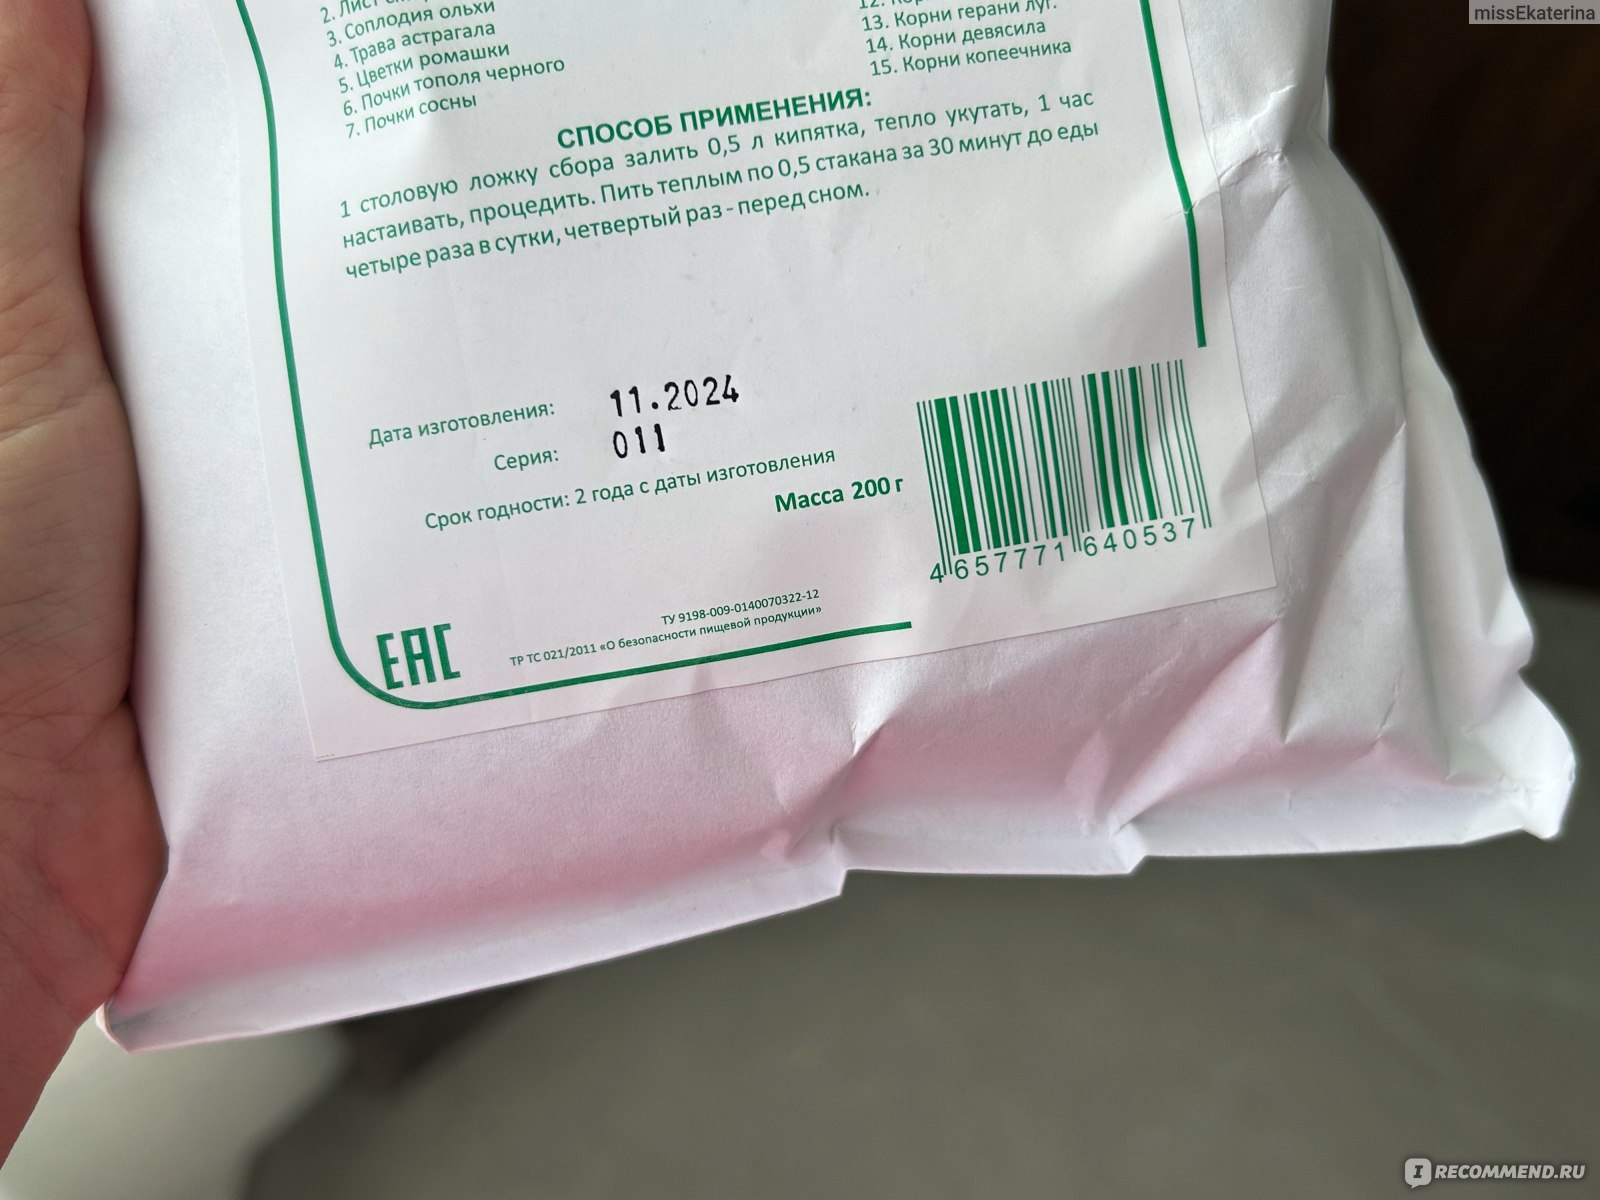 missEkaterina
2. Лист
3. Соплодия ольхи
4. Трава астрагала
5. Цветки ромашки
6. Почки тополя черного
7. Почки сосны
12.
13. Корни герани луг.
14. Корни девясила
15. Корни копеечника
СПОСОБ ПРИМЕНЕНИЯ:
1 столовую ложку сбора залить 0,5 л кипятка, тепло укутать, 1 час
настаивать, процедить. Пить теплым по 0,5 стакана за 30 минут до еды
четыре раза в сутки, четвертый раз - перед сном.
Дата изготовления: 11.2024
Серия: 011
Срок годности: 2 года с даты изготовления
Масса 200 г
4 657771 640537
ТУ 9198-009-0140070322-12
ТР ТС 021/2011 «О безопасности пищевой продукции»
EAC
IRECOMMEND.RU